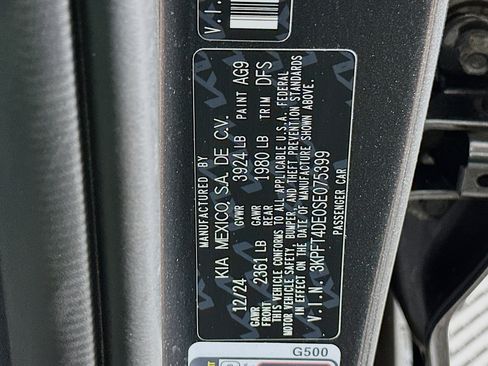 V.I.N.
MANUFACTURED BY
KIA MEXICO, S.A. DE C.V.
12/24 GVWR 3924 LB PAINT AG9
GAWR FRONT 2361 LB GAWR REAR 1980 LB TRIM DFS
THIS VEHICLE CONFORMS TO ALL APPLICABLE U.S.A. FEDERAL
MOTOR VEHICLE SAFETY, BUMPER, AND THEFT PREVENTION STANDARDS
IN EFFECT ON THE DATE OF MANUFACTURE SHOWN ABOVE.
V.I.N. 3KPFT4DE0SE075399
PASSENGER CAR
G500